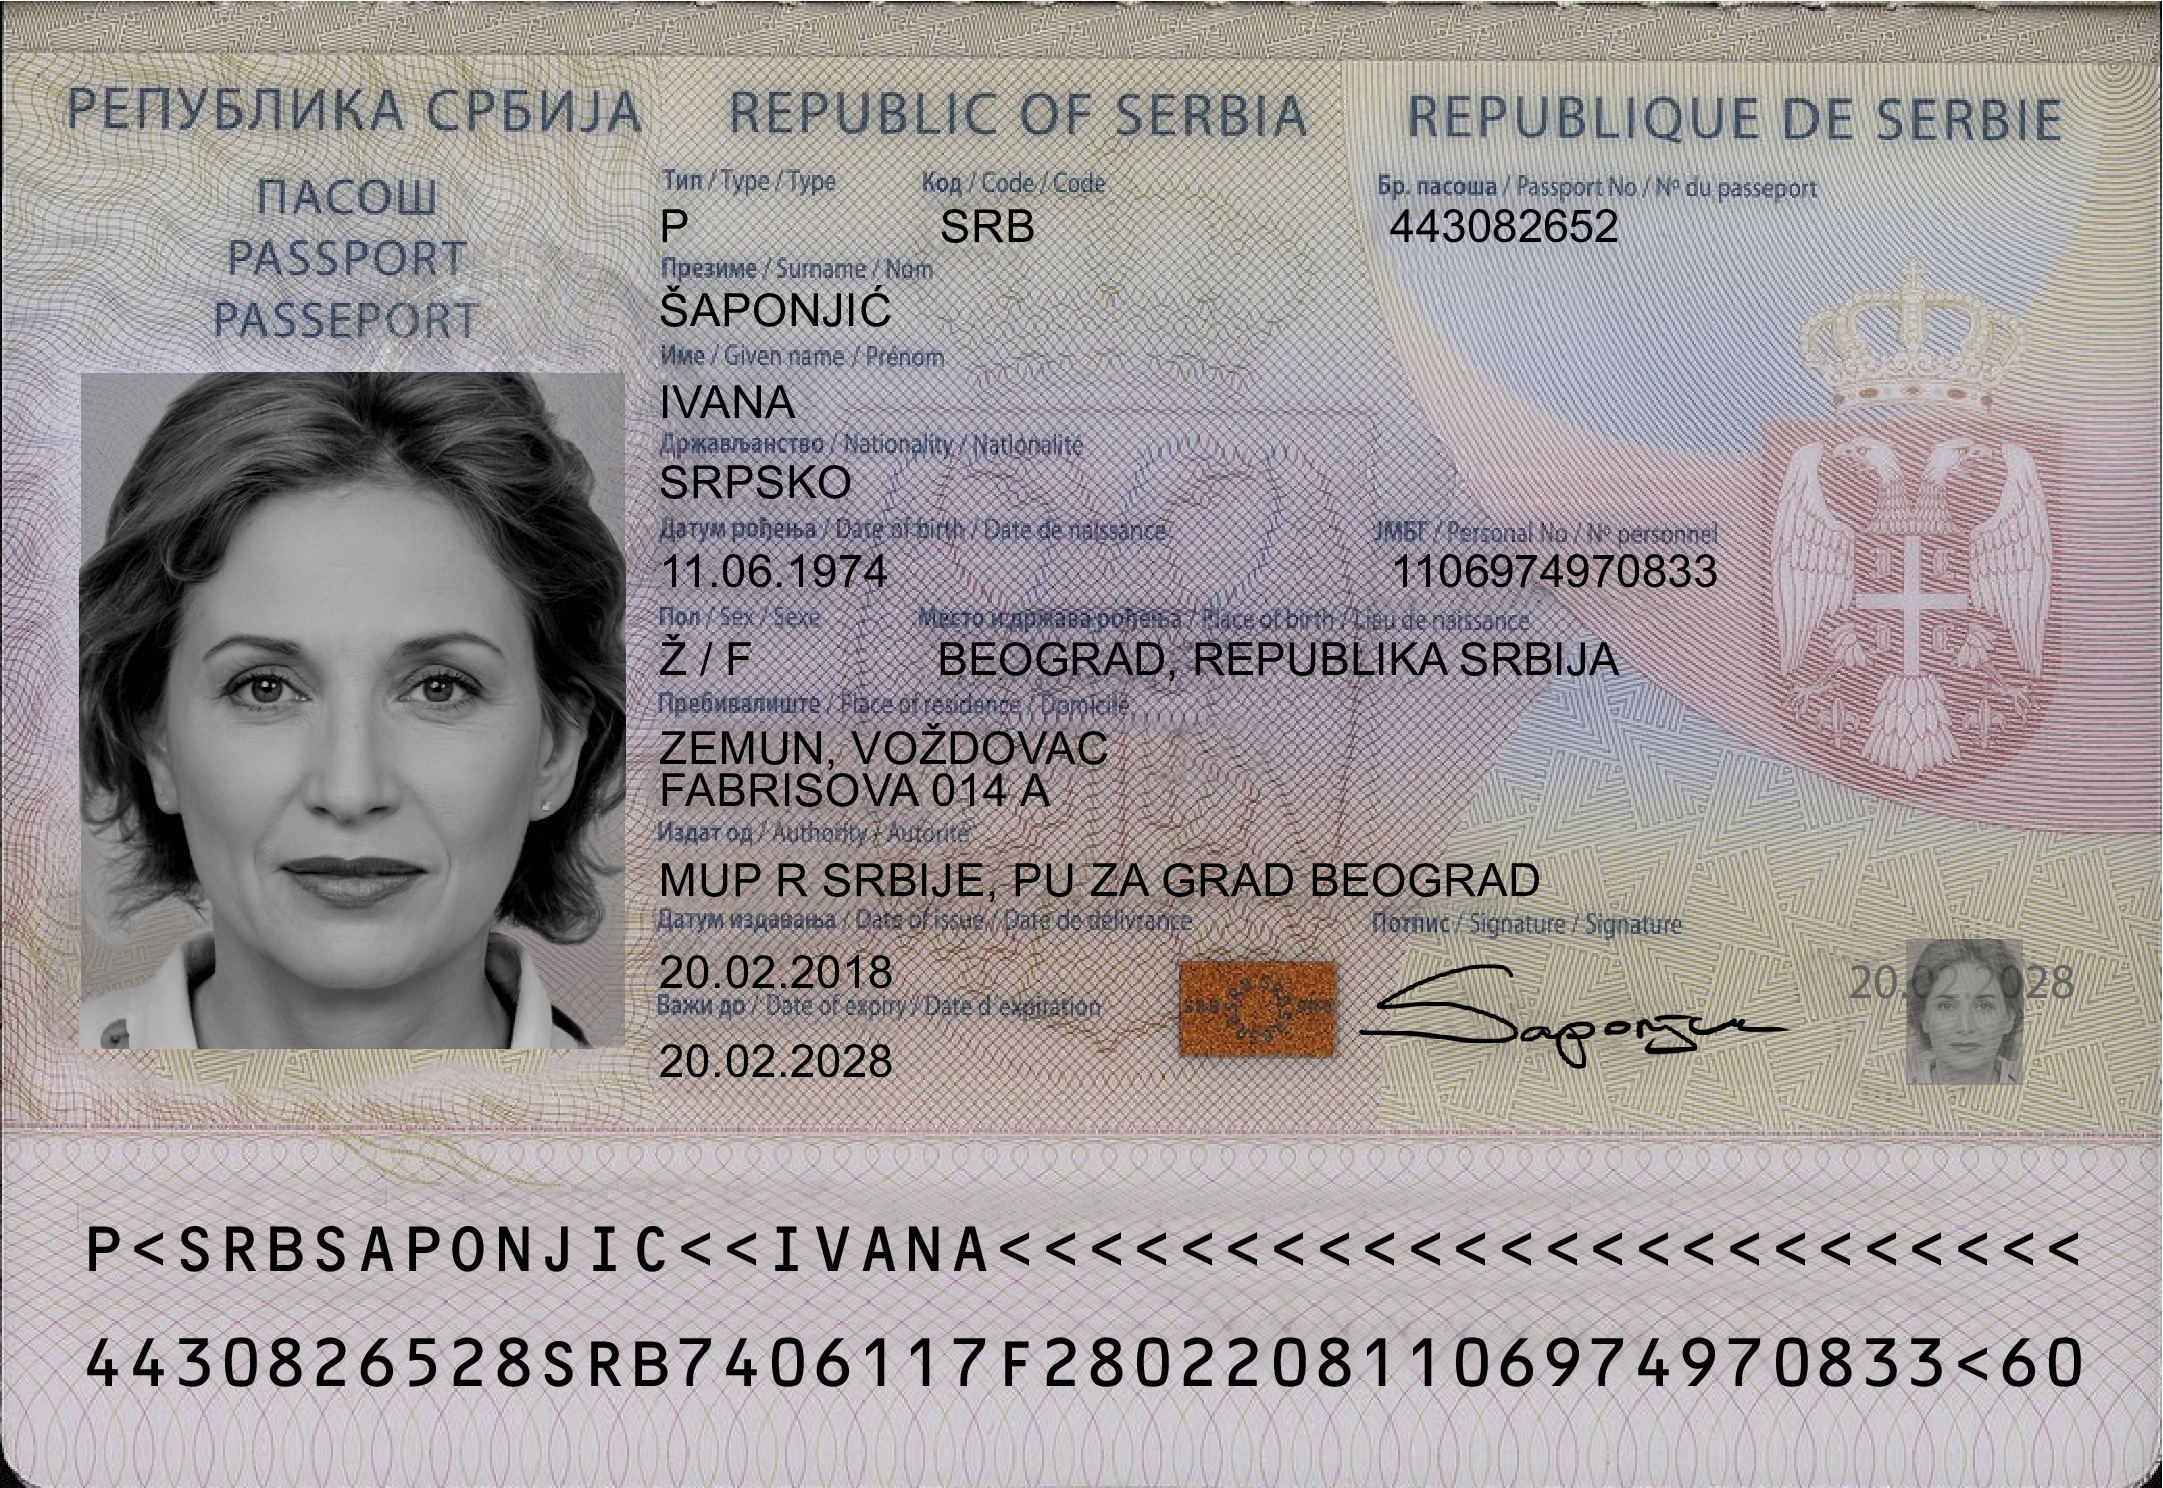 РЕПУБЛИКА СРБИЈА REPUBLIC OF SERBIA REPUBLIQUE DE SERBIE
ПАСОШ
PASSPORT
PASSEPORT
Тип / Type / Type Код / Code / Code Бр. пасоша / Passport No / Nº du passeport
P SRB 443082652
Презиме / Surname / Nom
ŠAPONJIĆ
Име / Given name / Prénom
IVANA
Држављанство / Nationality / Nationalité
SRPSKO
Датум рођења / Date of birth / Date de naissance ЈМБГ / Personal No / Nº personnel
11.06.1974 1106974970833
Пол / Sex / Sexe Место и држава рођења / Place of birth / Lieu de naissance
Ž / F BEOGRAD, REPUBLIKA SRBIJA
Пребивалиште / Place of residence / Domicile
ZEMUN, VOŽDOVAC
FABRISOVA 014 A
Издат од / Authority / Autorité
MUP R SRBIJE, PU ZA GRAD BEOGRAD
Датум издавања / Date of issue / Date de délivrance Потпис / Signature / Signature
20.02.2018
20.02.2028
Важи до / Date of expiry / Date d expiration
20.02.2028
P<SRBSAPONJIC<<IVANA<<<<<<<<<<<<<<<<<<<<<<<<
4430826528SRB7406117F28022081106974970833<60